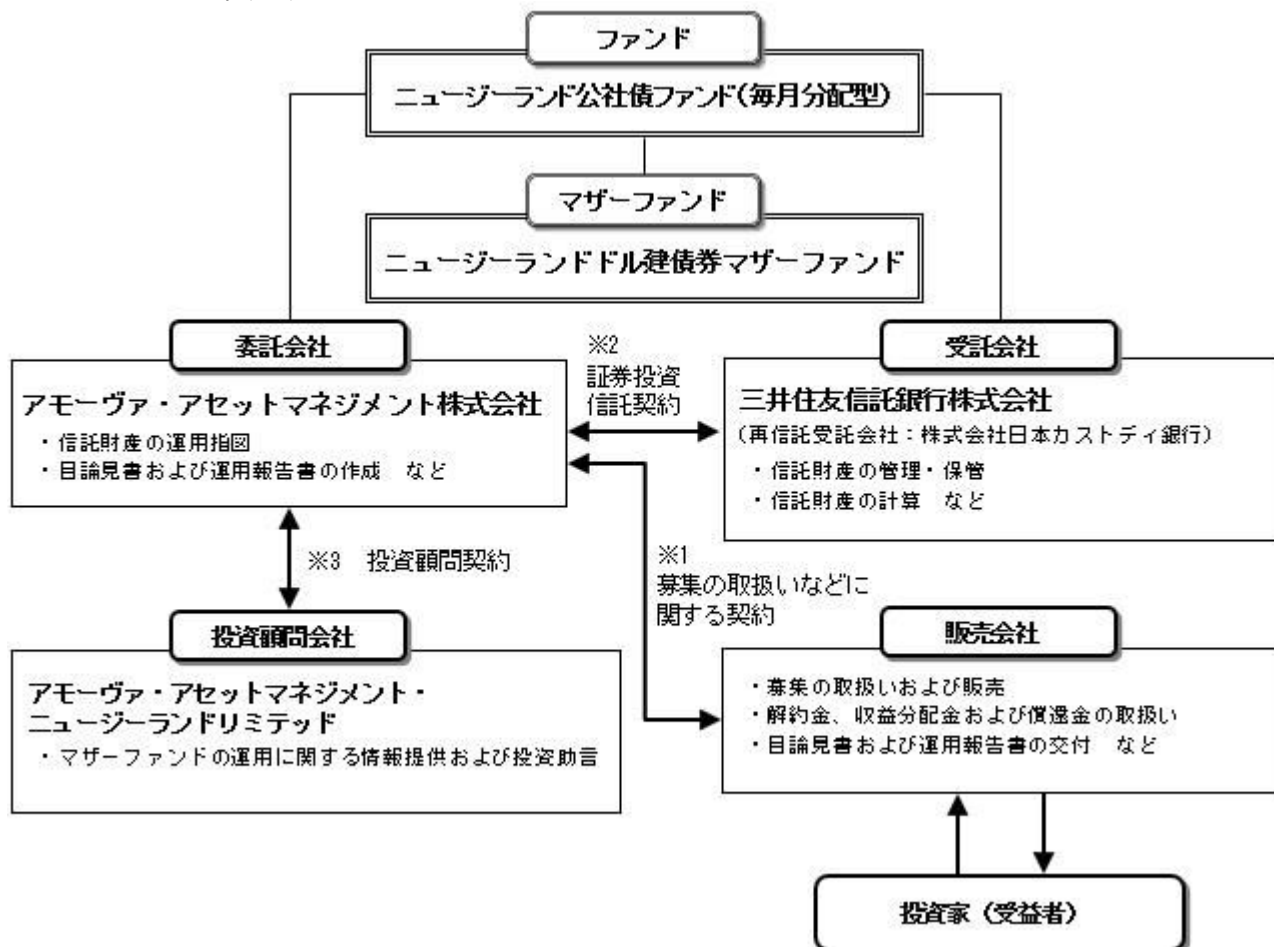 ファンド
ニュージーランド公社債ファンド(毎月分配型)
マザーファンド
ニュージーランドドル建債券マザーファンド
委託会社
アモーヴァ・アセットマネジメント株式会社
・信託財産の運用指図
・目論見書および運用報告書の作成　など
※2
証券投資
信託契約
受託会社
三井住友信託銀行株式会社
(再信託受託会社：株式会社日本カストディ銀行)
・信託財産の管理・保管
・信託財産の計算　など
※3　投資顧問契約
※1
募集の取扱いなどに
関する契約
投資顧問会社
アモーヴァ・アセットマネジメント・
ニュージーランドリミテッド
・マザーファンドの運用に関する情報提供および投資助言
販売会社
・募集の取扱いおよび販売
・解約金、収益分配金および償還金の取扱い
・目論見書および運用報告書の交付　など
投資家（受益者）